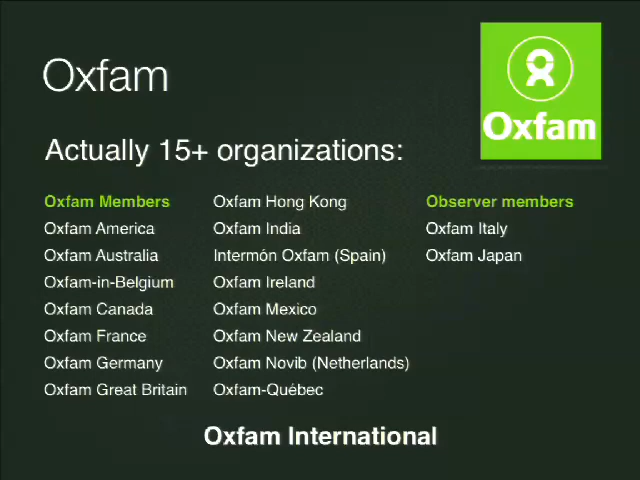 Oxfam
Oxfam
Actually 15+ organizations:
Oxfam Members
Oxfam America
Oxfam Australia
Oxfam-in-Belgium
Oxfam Canada
Oxfam France
Oxfam Germany
Oxfam Great Britain
Oxfam Hong Kong
Oxfam India
Intermón Oxfam (Spain)
Oxfam Ireland
Oxfam Mexico
Oxfam New Zealand
Oxfam Novib (Netherlands)
Oxfam-Québec
Observer members
Oxfam Italy
Oxfam Japan
Oxfam International